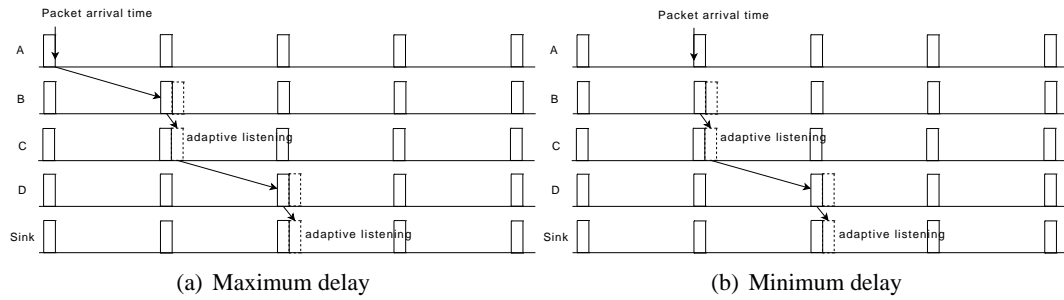 Packet arrival time
A
B
adaptive listening
C
D
adaptive listening
Sink
(a) Maximum delay
Packet arrival time
A
B
adaptive listening
C
D
adaptive listening
Sink
(b) Minimum delay